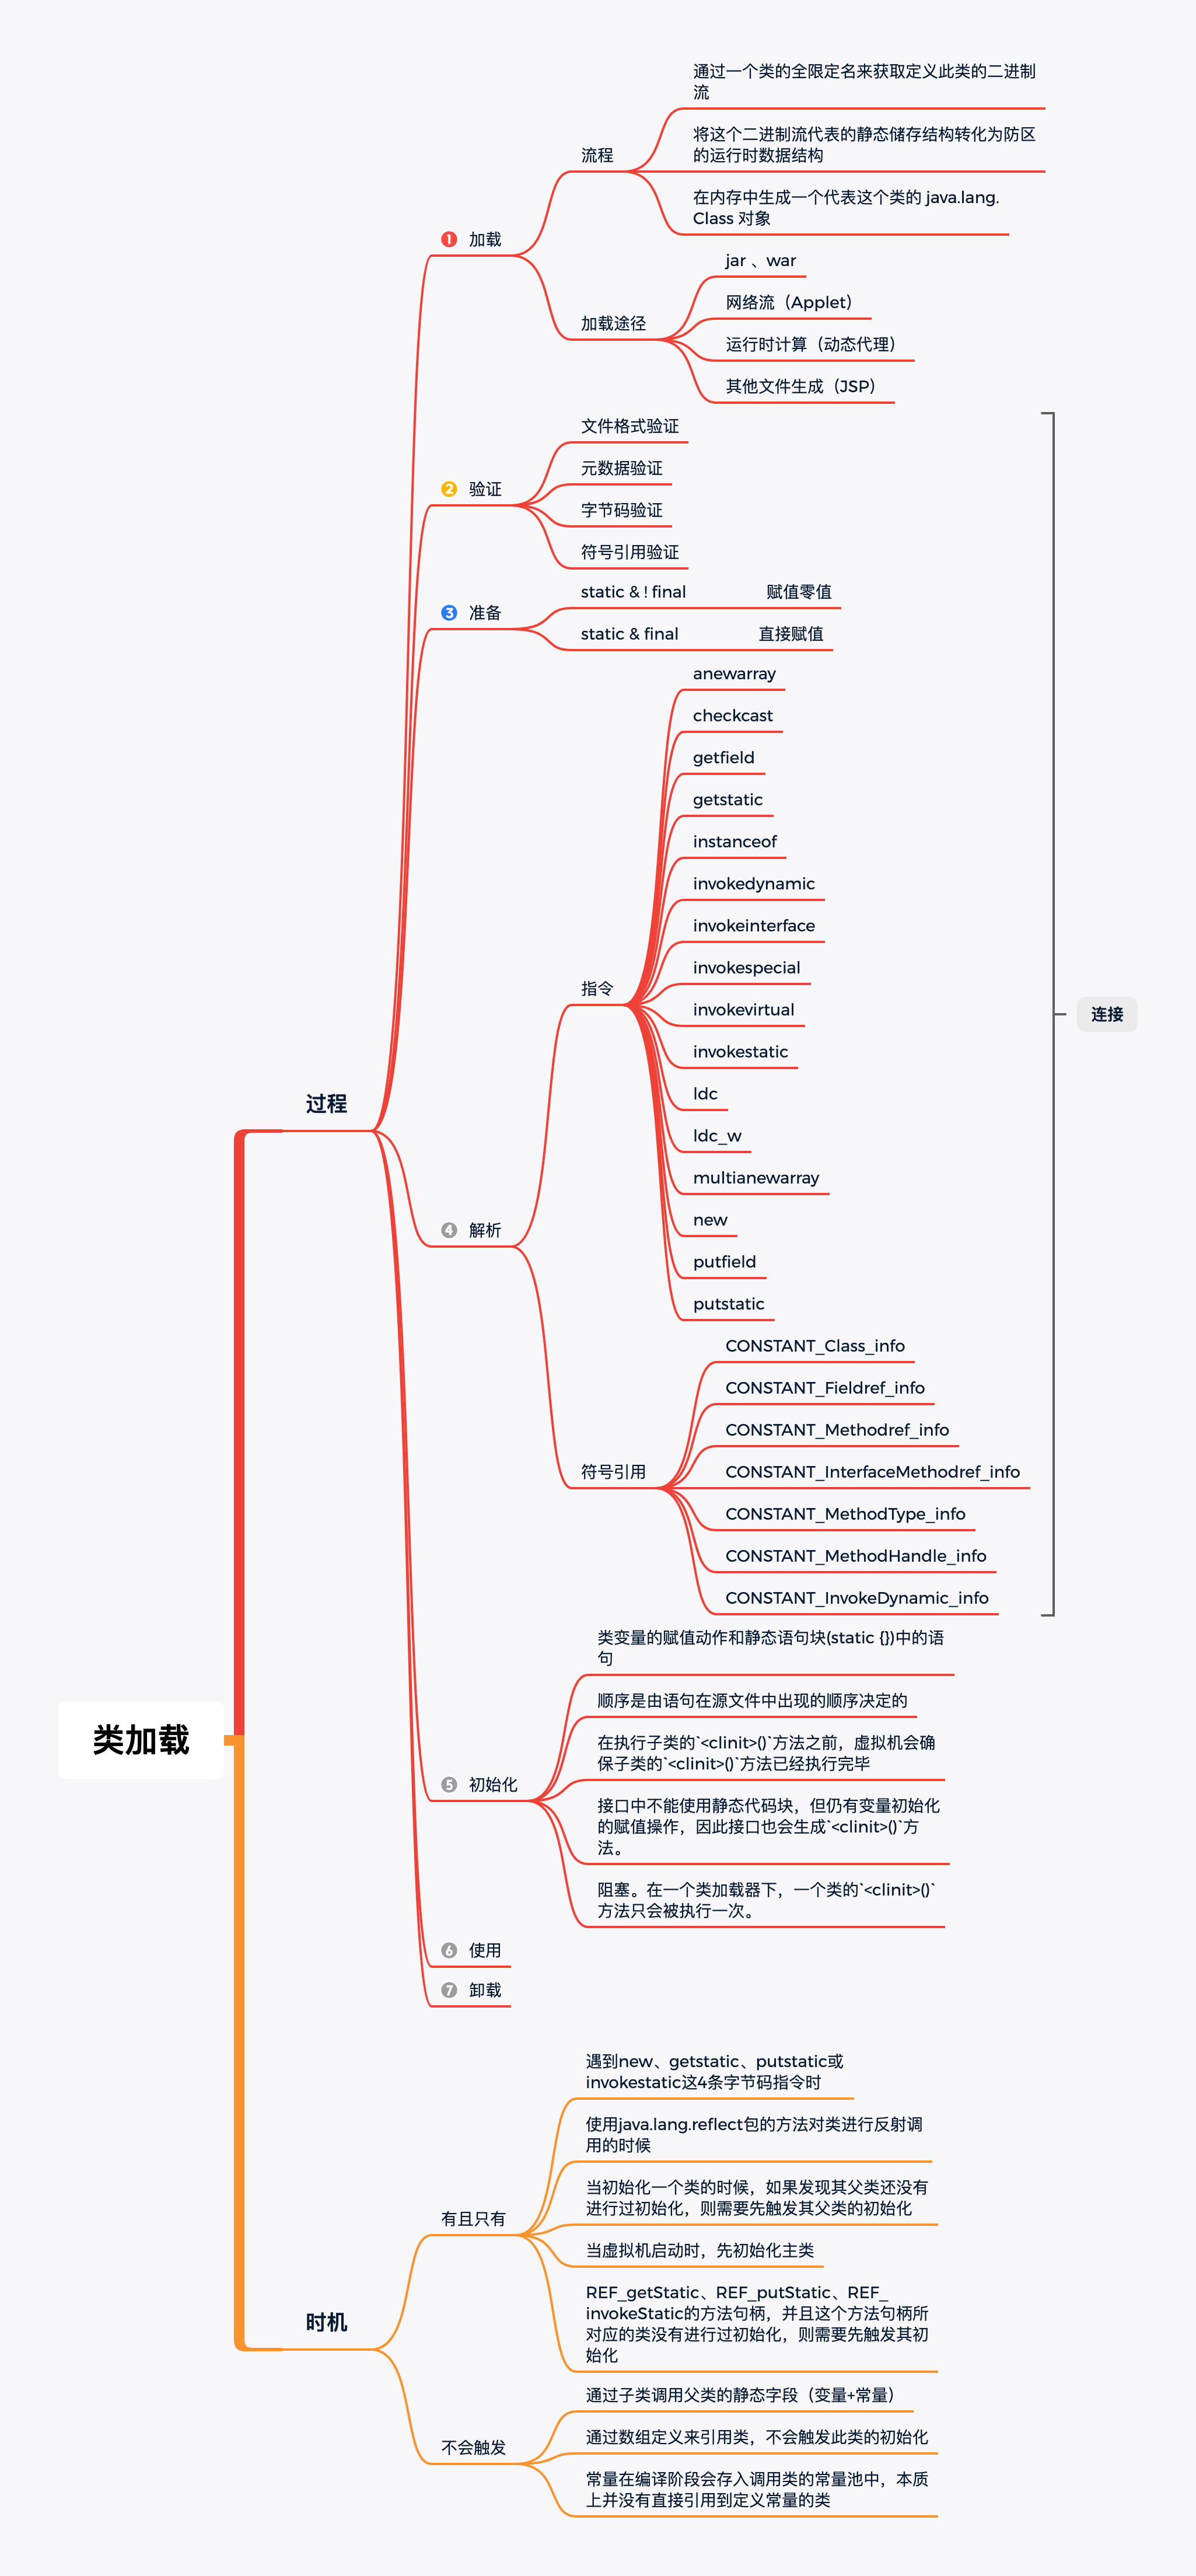 类加载
过程
❶ 加载
流程
通过一个类的全限定名来获取定义此类的二进制
流
将这个二进制流代表的静态储存结构转化为防区
的运行时数据结构
在内存中生成一个代表这个类的 java.lang.
Class 对象
加载途径
jar 、war
网络流（Applet）
运行时计算（动态代理）
其他文件生成（JSP）
❷ 验证
文件格式验证
元数据验证
字节码验证
符号引用验证
❸ 准备
static & ! final 赋值零值
static & final 直接赋值
❹ 解析
指令
anewarray
checkcast
getfield
getstatic
instanceof
invokedynamic
invokeinterface
invokespecial
invokevirtual
invokestatic
ldc
ldc_w
multianewarray
new
putfield
putstatic
符号引用
CONSTANT_Class_info
CONSTANT_Fieldref_info
CONSTANT_Methodref_info
CONSTANT_InterfaceMethodref_info
CONSTANT_MethodType_info
CONSTANT_MethodHandle_info
CONSTANT_InvokeDynamic_info
连接
❺ 初始化
类变量的赋值动作和静态语句块(static {})中的语
句
顺序是由语句在源文件中出现的顺序决定的
在执行子类的`<clinit>()`方法之前，虚拟机会确
保子类的`<clinit>()`方法已经执行完毕
接口中不能使用静态代码块，但仍有变量初始化
的赋值操作，因此接口也会生成`<clinit>()`方
法。
阻塞。在一个类加载器下，一个类的`<clinit>()`
方法只会被执行一次。
❻ 使用
❼ 卸载
时机
有且只有
遇到new、getstatic、putstatic或
invokestatic这4条字节码指令时
使用java.lang.reflect包的方法对类进行反射调
用的时候
当初始化一个类的时候，如果发现其父类还没有
进行过初始化，则需要先触发其父类的初始化
当虚拟机启动时，先初始化主类
REF_getStatic、REF_putStatic、REF_
invokeStatic的方法句柄，并且这个方法句柄所
对应的类没有进行过初始化，则需要先触发其初
始化
不会触发
通过子类调用父类的静态字段（变量+常量）
通过数组定义来引用类，不会触发此类的初始化
常量在编译阶段会存入调用类的常量池中，本质
上并没有直接引用到定义常量的类